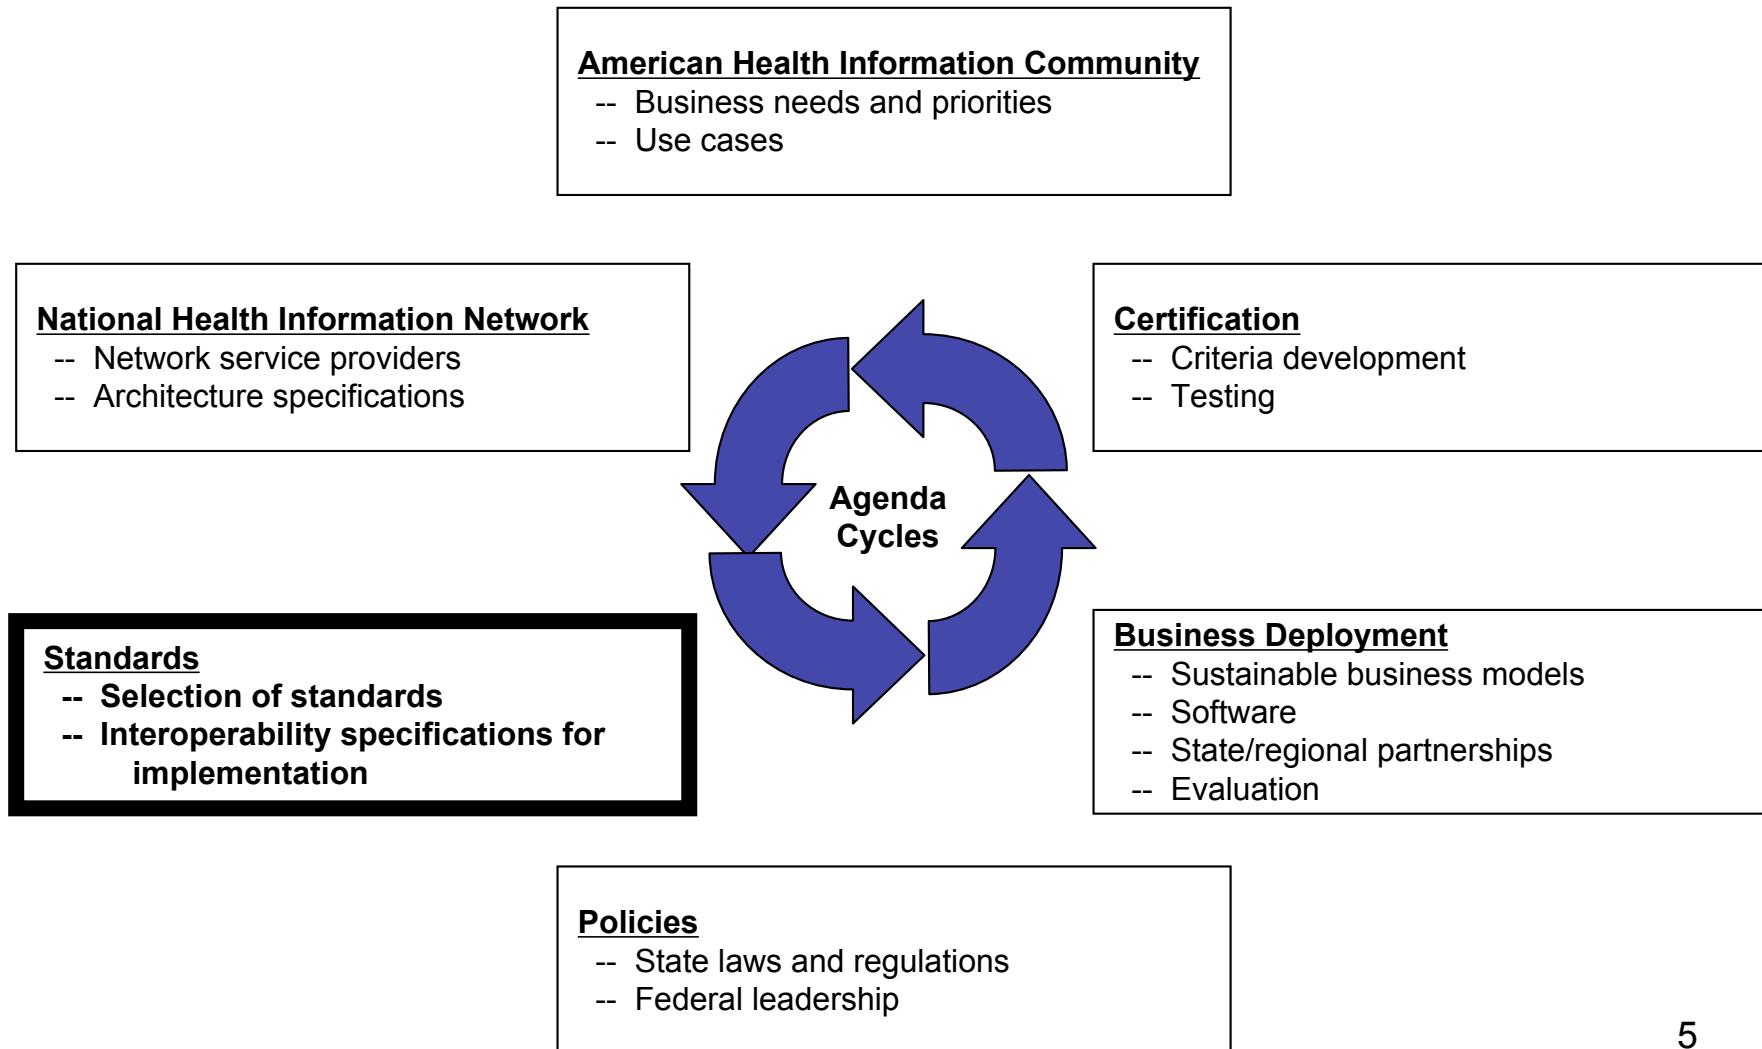 American Health Information Community
-- Business needs and priorities
-- Use cases
National Health Information Network
-- Network service providers
-- Architecture specifications
Certification
-- Criteria development
-- Testing
Agenda
Cycles
Standards
-- Selection of standards
-- Interoperability specifications for
implementation
Business Deployment
-- Sustainable business models
-- Software
-- State/regional partnerships
-- Evaluation
Policies
-- State laws and regulations
-- Federal leadership
5